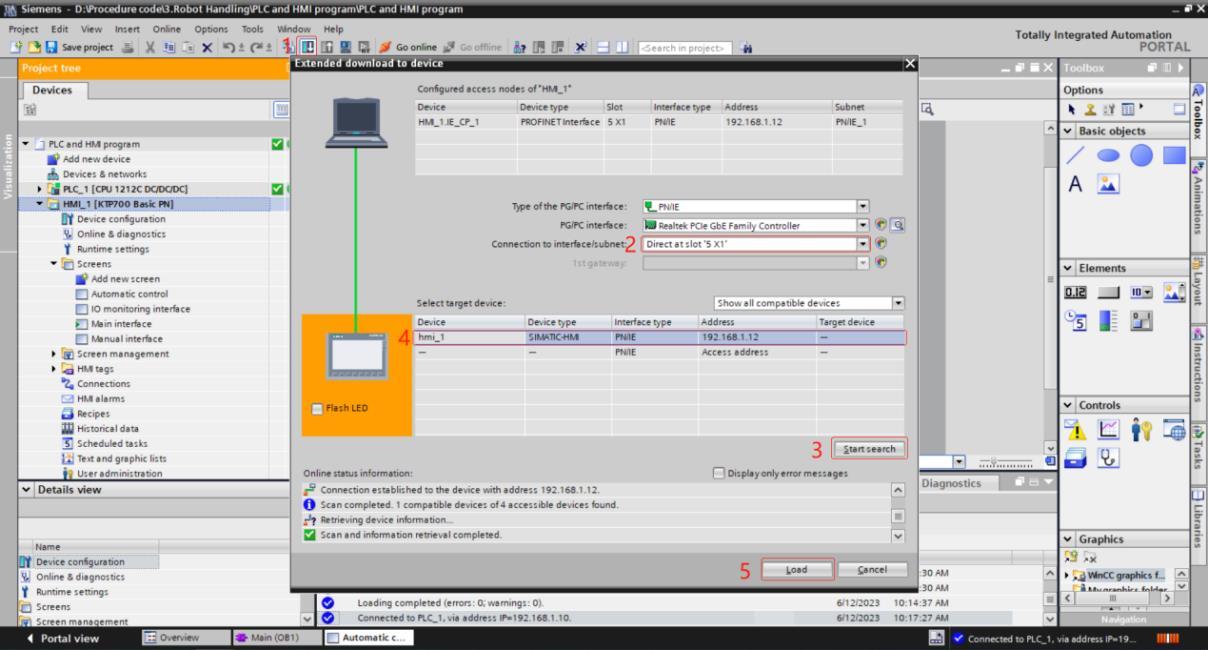 Siemens - D:\Procedure code\3.Robot Handling\PLC and HMI program\PLC and HMI program
Project Edit View Insert Online Options Tools Window Help
Totally Integrated Automation
PORTAL
Save project
Go online
Go offline
<Search in project>
1
Project tree
Devices
Visualization
PLC and HMI program
Add new device
Devices & networks
PLC_1 [CPU 1212C DC/DC/DC]
HMI_1 [KTP700 Basic PN]
Device configuration
Online & diagnostics
Runtime settings
Screens
Add new screen
Automatic control
IO monitoring interface
Main interface
Manual interface
Screen management
HMI tags
Connections
HMI alarms
Recipes
Historical data
Scheduled tasks
Text and graphic lists
User administration
Details view
Name
Device configuration
Online & diagnostics
Runtime settings
Screens
Screen management
Extended download to device
Configured access nodes of "HMI_1"
Device Device type Slot Interface type Address Subnet
HMI_1.IE_CP_1 PROFINET Interface 5 X1 PN/IE 192.168.1.12 PN/IE_1
Type of the PG/PC interface: PN/IE
PG/PC interface: Realtek PCIe GbE Family Controller
Connection to interface/subnet: 2 Direct at slot '5 X1'
1st gateway:
Select target device: Show all compatible devices
Device Device type Interface type Address Target device
4 hmi_1 SIMATIC-HMI PN/IE 192.168.1.12 —
— — PN/IE Access address —
Flash LED
3 Start search
Online status information:
Display only error messages
Connection established to the device with address 192.168.1.12.
Scan completed. 1 compatible devices of 4 accessible devices found.
Retrieving device information...
Scan and information retrieval completed.
5 Load Cancel
Toolbox
Options
Basic objects
A
Elements
0.12
10
5
Controls
Graphics
WinCC graphics f...
My graphics folder
Toolbox
Animations
Layout
Instructions
Tasks
Libraries
Diagnostics
:30 AM
:30 AM
Loading completed (errors: 0; warnings: 0). 6/12/2023 10:14:37 AM
Connected to PLC_1, via address IP=192.168.1.10. 6/12/2023 10:17:27 AM
Navigation
Portal view
Overview
Main (OB1)
Automatic c...
Connected to PLC_1, via address IP=19...